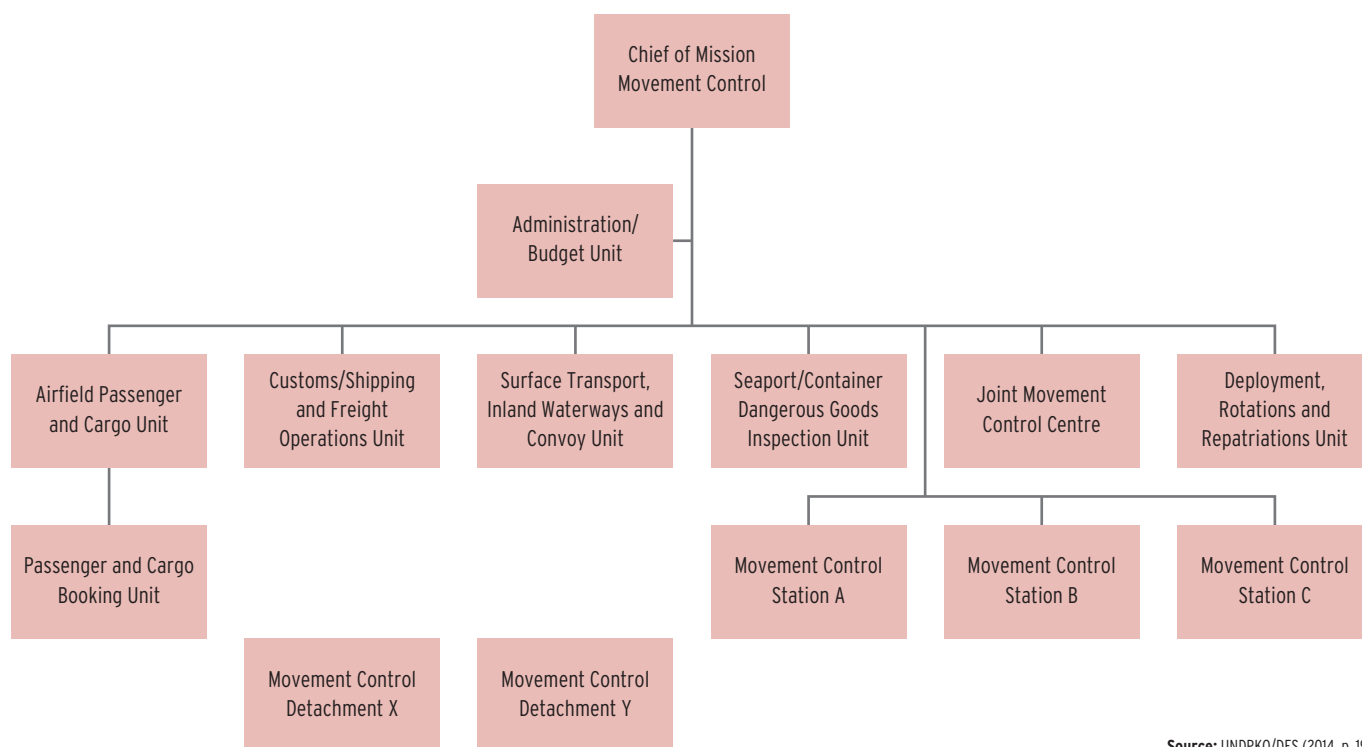 Chief of Mission
Movement Control
Administration/
Budget Unit
Airfield Passenger
and Cargo Unit
Customs/Shipping
and Freight
Operations Unit
Surface Transport,
Inland Waterways and
Convoy Unit
Seaport/Container
Dangerous Goods
Inspection Unit
Joint Movement
Control Centre
Deployment,
Rotations and
Repatriations Unit
Passenger and Cargo
Booking Unit
Movement Control
Station A
Movement Control
Station B
Movement Control
Station C
Movement Control
Detachment X
Movement Control
Detachment Y
Source: UNDPKO/DFS (2014, p.